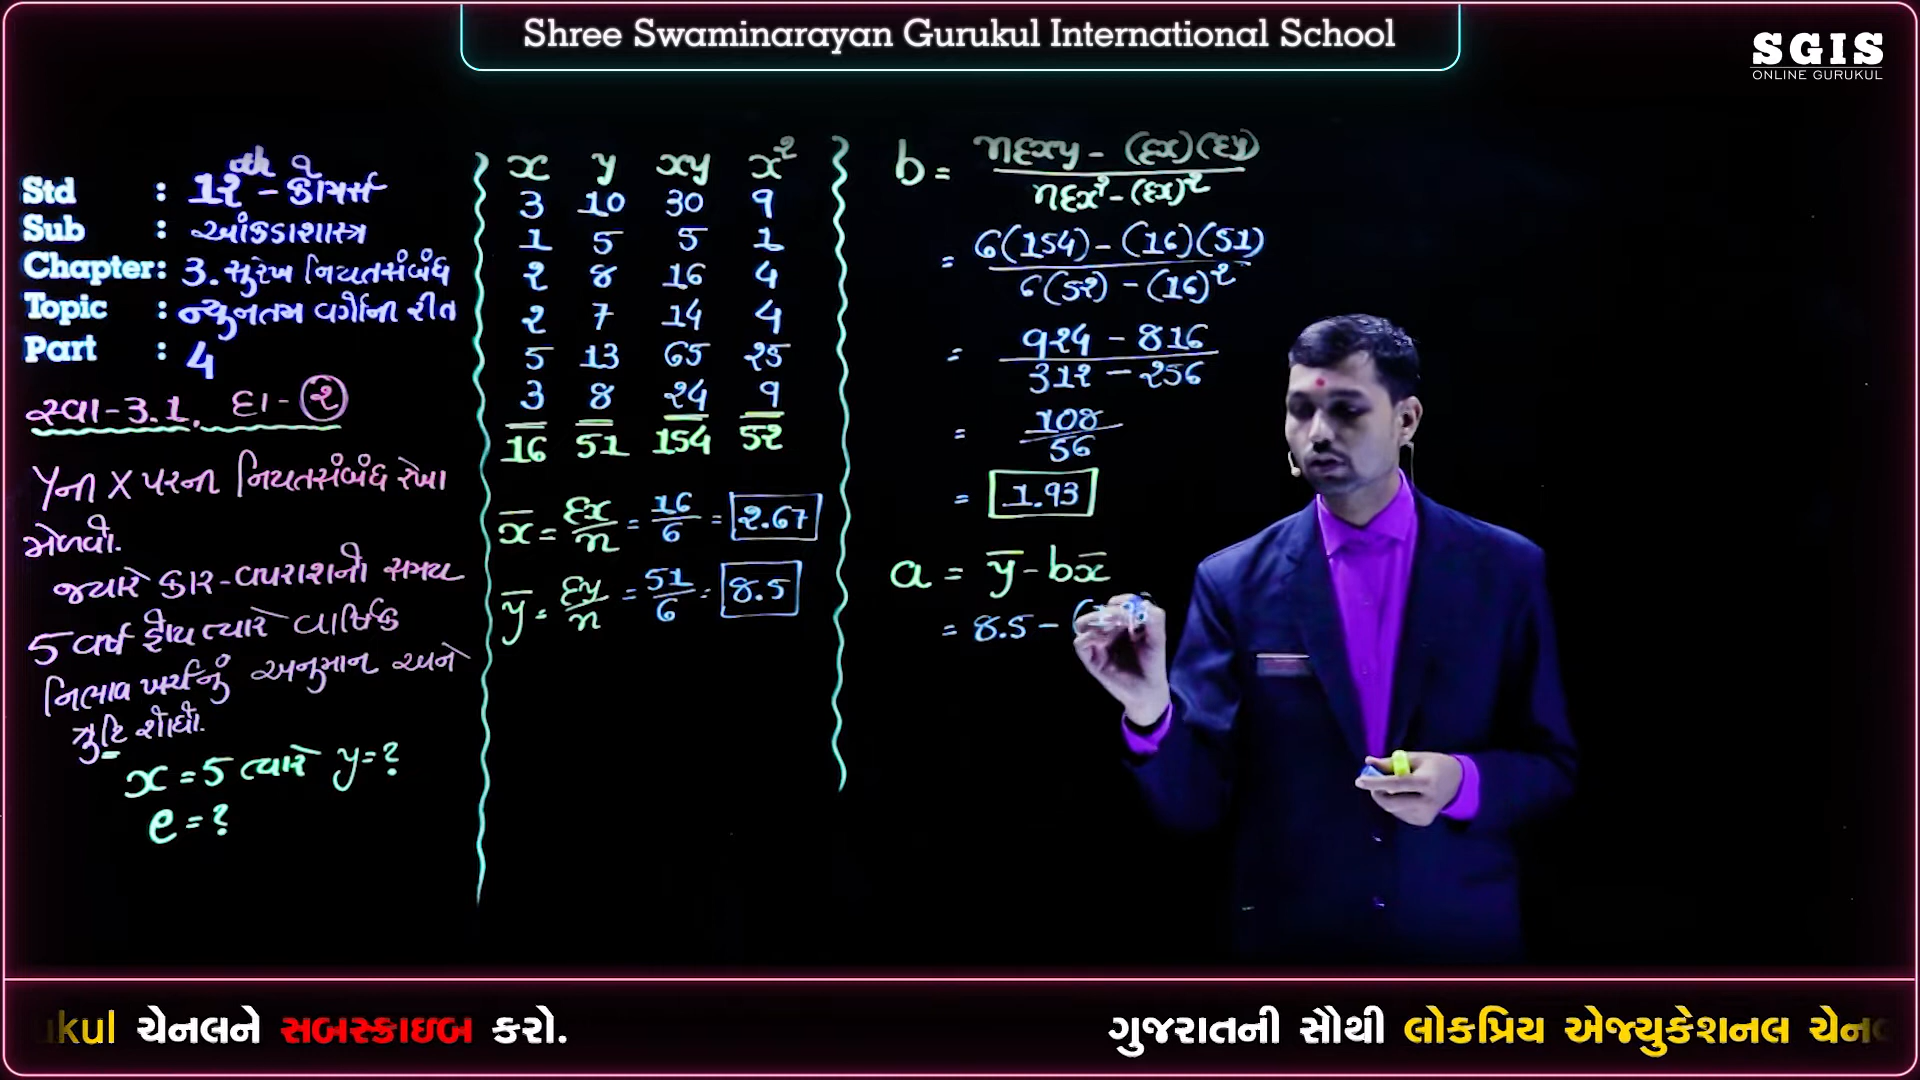 Shree Swaminarayan Gurukul International School
SGIS
ONLINE GURUKUL
Std : 12th - કોમર્સ
Sub : આંકડાશાસ્ત્ર
Chapter: 3. સુરેખ નિયતસંબંધ
Topic : ન્યુનતમ વર્ગોની રીત
Part : 4
સ્વા-3.1, દા-2
Yની X પરની નિયતસંબંધ રેખા
મેળવો.
જ્યારે કાર-વપરાશનો સમય
5 વર્ષ હોય ત્યારે વાર્ષિક
નિભાવ ખર્ચનું અનુમાન અને
ત્રુટિ શોધો.
x = 5 ત્યારે y = ?
e = ?
x y xy x²
3 10 30 9
1 5 5 1
2 8 16 4
2 7 14 4
5 13 65 25
3 8 24 9
16 51 154 52
x̄ = Σx/n = 16/6 = 2.67
ȳ = Σy/n = 51/6 = 8.5
b = nΣxy - (Σx)(Σy) / nΣx² - (Σx)²
= 6(154) - (16)(51) / 6(52) - (16)²
= 924 - 816 / 312 - 256
= 108 / 56
= 1.93
a = ȳ - bx̄
= 8.5 - (
ukul ચેનલને સબસ્ક્રાઇબ કરો.
ગુજરાતની સૌથી લોકપ્રિય એજ્યુકેશનલ ચેન